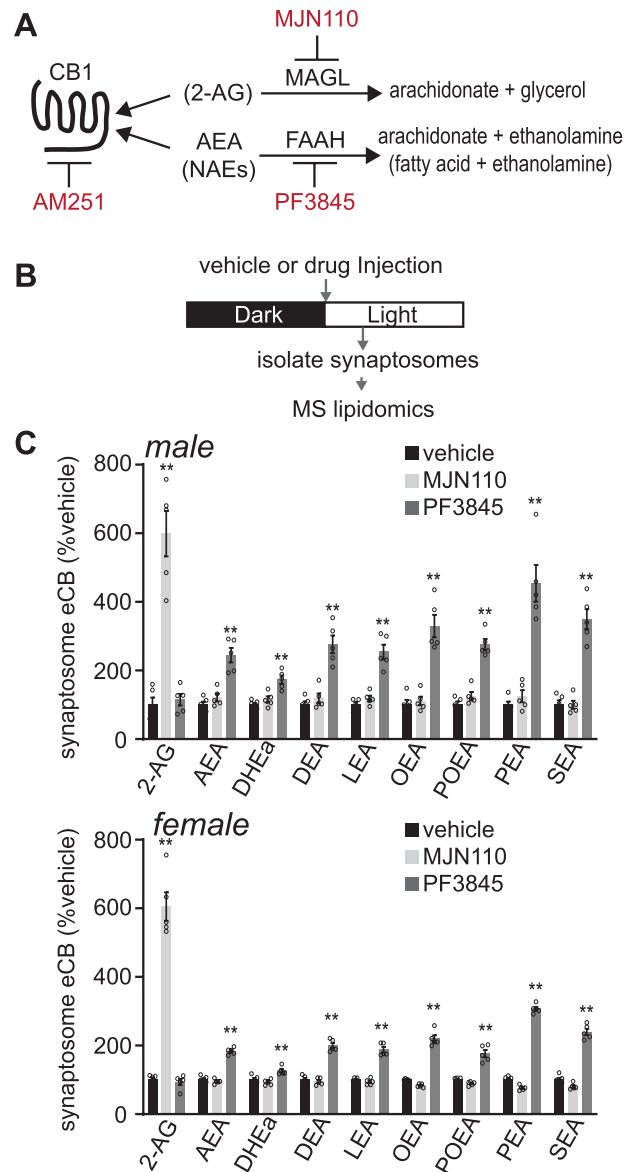 A
MJN110
CB1
(2-AG)
MAGL
arachidonate + glycerol
AEA
(NAEs)
FAAH
arachidonate + ethanolamine
(fatty acid + ethanolamine)
AM251
PF3845
B
vehicle or drug Injection
Dark
Light
isolate synaptosomes
MS lipidomics
C
male
synaptosome eCB (%vehicle)
800
600
400
200
0
vehicle
MJN110
PF3845
**
**
**
**
**
**
**
**
**
2-AG
AEA
DHEa
DEA
LEA
OEA
POEA
PEA
SEA
female
synaptosome eCB (%vehicle)
800
600
400
200
0
vehicle
MJN110
PF3845
**
**
**
**
**
**
**
**
**
2-AG
AEA
DHEa
DEA
LEA
OEA
POEA
PEA
SEA